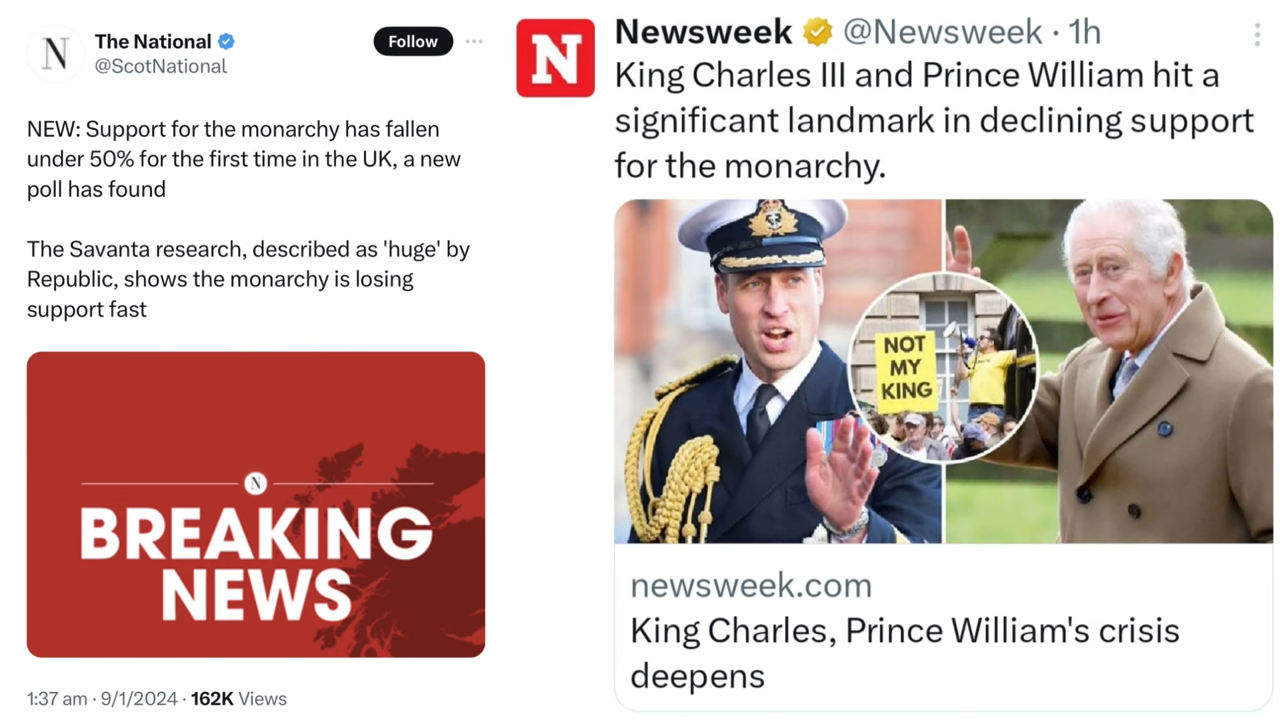 The National
@ScotNational
Follow
NEW: Support for the monarchy has fallen
under 50% for the first time in the UK, a new
poll has found
The Savanta research, described as 'huge' by
Republic, shows the monarchy is losing
support fast
N
N
BREAKING
NEWS
1:37 am · 9/1/2024 · 162K Views
N
Newsweek @Newsweek · 1h
King Charles III and Prince William hit a
significant landmark in declining support
for the monarchy.
NOT
MY
KING
newsweek.com
King Charles, Prince William's crisis
deepens